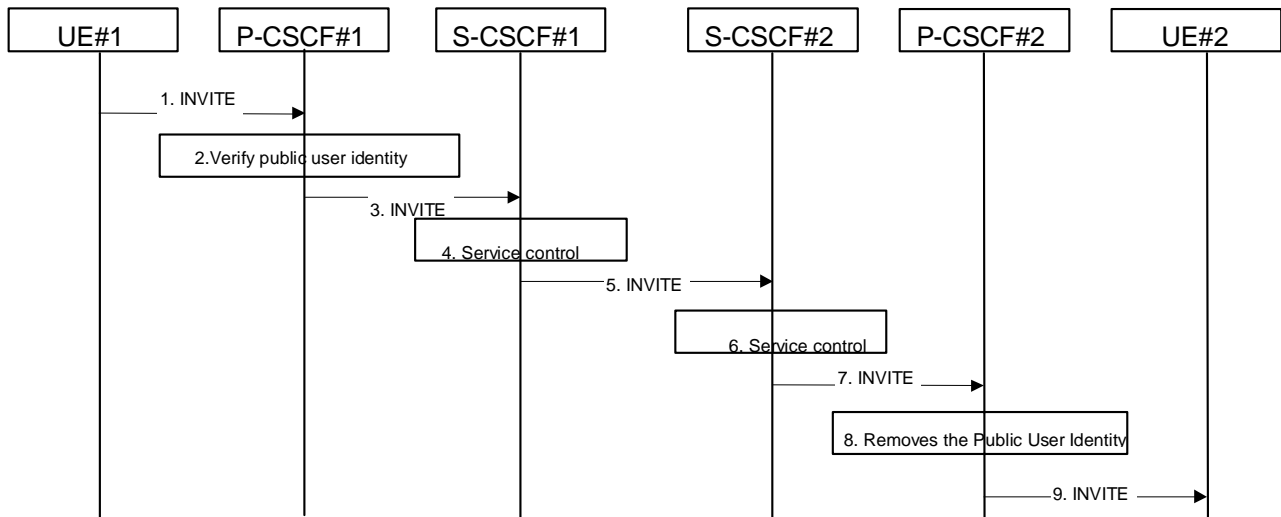 UE#1
P-CSCF#1
S-CSCF#1
S-CSCF#2
P-CSCF#2
UE#2
1. INVITE
2.Verify public user identity
3. INVITE
4. Service control
5. INVITE
6. Service control
7. INVITE
8. Removes the Public User Identity
9. INVITE